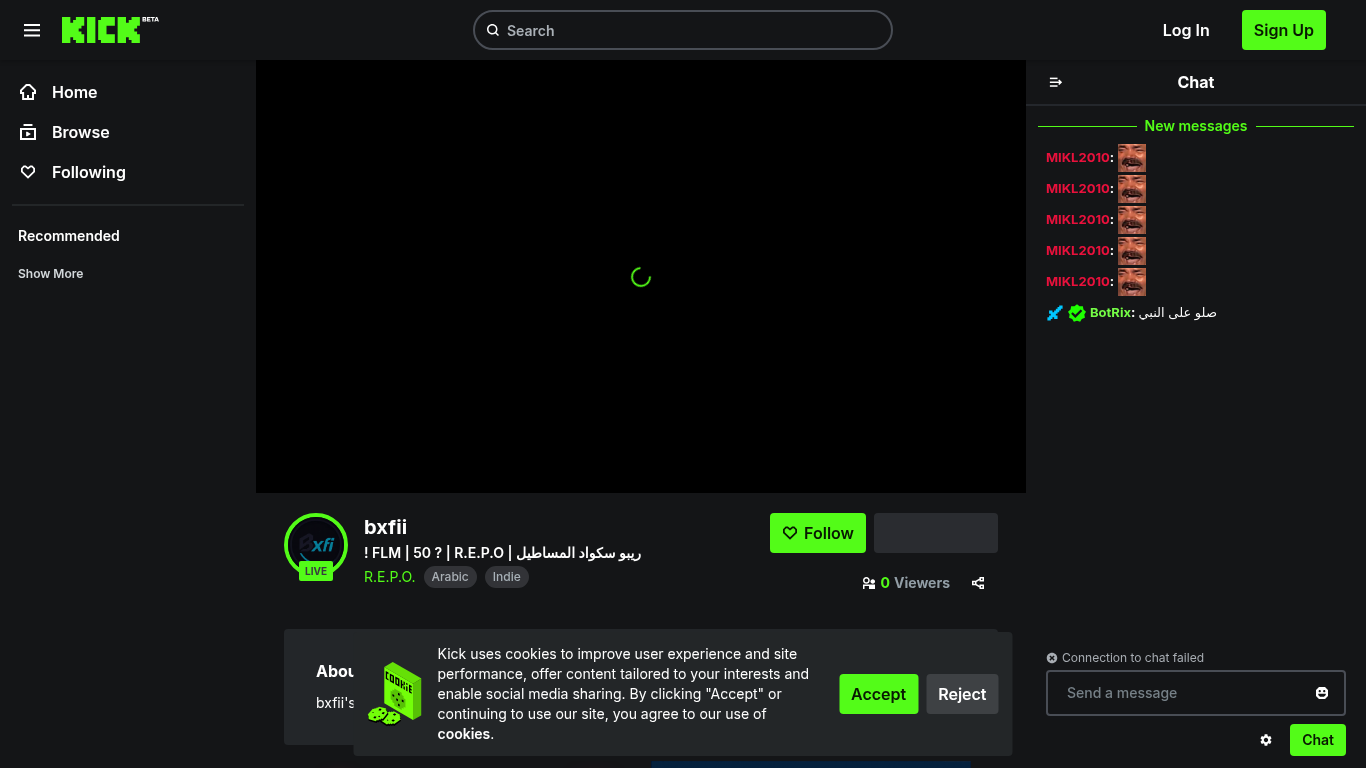 KICK BETA
Search
Log In
Sign Up
Home
Browse
Following
Recommended
Show More
Chat
New messages
MIKL2010:
MIKL2010:
MIKL2010:
MIKL2010:
MIKL2010:
BotRix: صلو على النبي
bxfii
! FLM | 50 ? | R.E.P.O | ريبو سكواد المساطيل
R.E.P.O.
Arabic
Indie
LIVE
Follow
0 Viewers
bxfii's
Kick uses cookies to improve user experience and site
performance, offer content tailored to your interests and
enable social media sharing. By clicking "Accept" or
continuing to use our site, you agree to our use of
cookies.
COOKIE
Accept
Reject
Connection to chat failed
Send a message
Chat